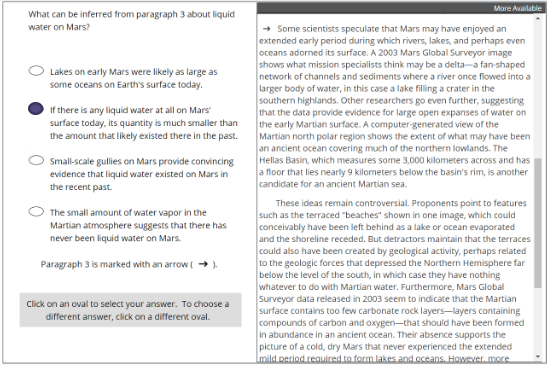 More Available
What can be inferred from paragraph 3 about liquid
water on Mars?
Lakes on early Mars were likely as large as
some oceans on Earth's surface today.
If there is any liquid water at all on Mars'
surface today, its quantity is much smaller than
the amount that likely existed there in the past.
Small-scale gullies on Mars provide convincing
evidence that liquid water existed on Mars in
the recent past.
The small amount of water vapor in the
Martian atmosphere suggests that there has
never been liquid water on Mars.
Paragraph 3 is marked with an arrow ( → ).
Click on an oval to select your answer. To choose a
different answer, click on a different oval.
→ Some scientists speculate that Mars may have enjoyed an
extended early period during which rivers, lakes, and perhaps even
oceans adorned its surface. A 2003 Mars Global Surveyor image
shows what mission specialists think may be a delta—a fan-shaped
network of channels and sediments where a river once flowed into a
larger body of water, in this case a lake filling a crater in the
southern highlands. Other researchers go even further, suggesting
that the data provide evidence for large open expanses of water on
the early Martian surface. A computer-generated view of the
Martian north polar region shows the extent of what may have been
an ancient ocean covering much of the northern lowlands. The
Hellas Basin, which measures some 3,000 kilometers across and has
a floor that lies nearly 9 kilometers below the basin's rim, is another
candidate for an ancient Martian sea.
These ideas remain controversial. Proponents point to features
such as the terraced "beaches" shown in one image, which could
conceivably have been left behind as a lake or ocean evaporated
and the shoreline receded. But detractors maintain that the terraces
could also have been created by geological activity, perhaps related
to the geologic forces that depressed the Northern Hemisphere far
below the level of the south, in which case they have nothing
whatever to do with Martian water. Furthermore, Mars Global
Surveyor data released in 2003 seem to indicate that the Martian
surface contains too few carbonate rock layers—layers containing
compounds of carbon and oxygen—that should have been formed
in abundance in an ancient ocean. Their absence supports the
picture of a cold, dry Mars that never experienced the extended
mild period required to form lakes and oceans. However, more